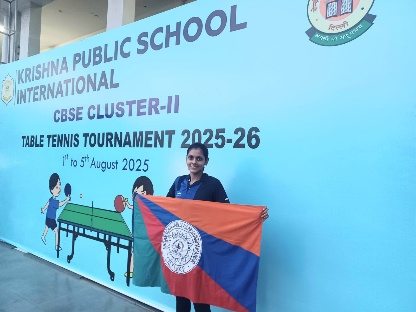 KRISHNA PUBLIC SCHOOL
INTERNATIONAL
CBSE CLUSTER-II
TABLE TENNIS TOURNAMENT 2025-26
1st to 5th August 2025